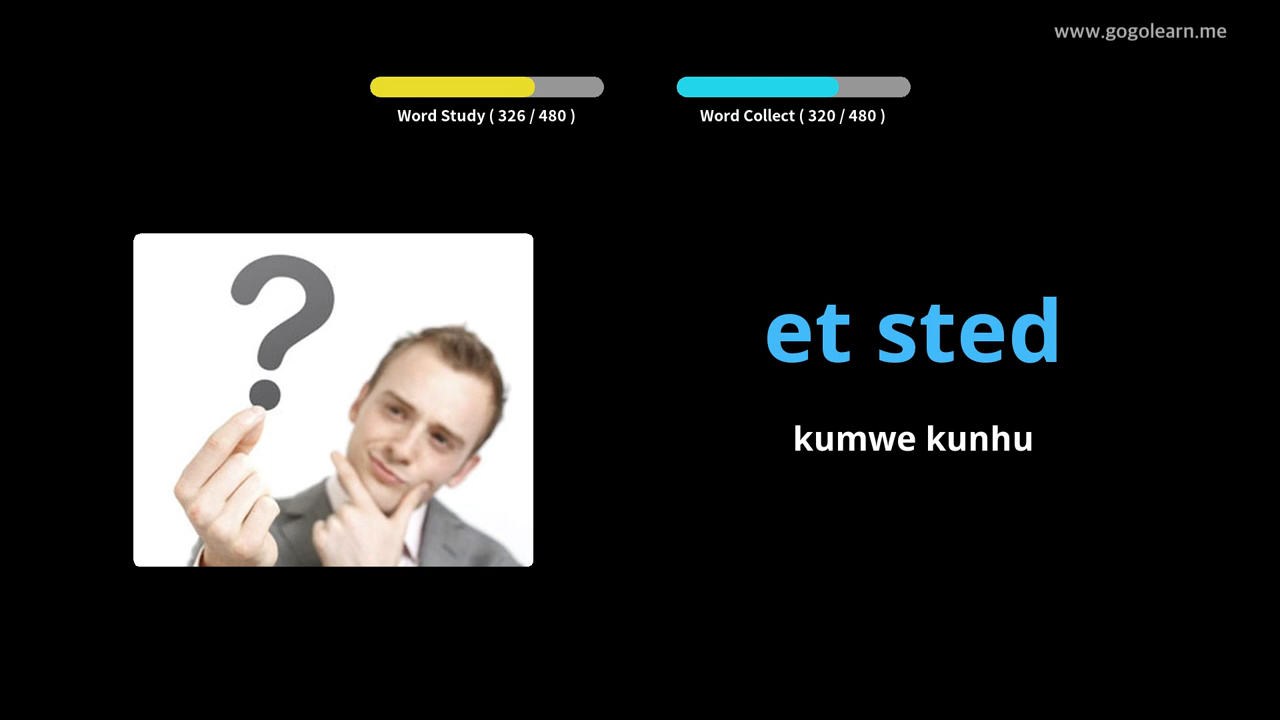 www.gogolearn.me
Word Study ( 326 / 480 )
Word Collect ( 320 / 480 )
?
et sted
kumwe kunhu